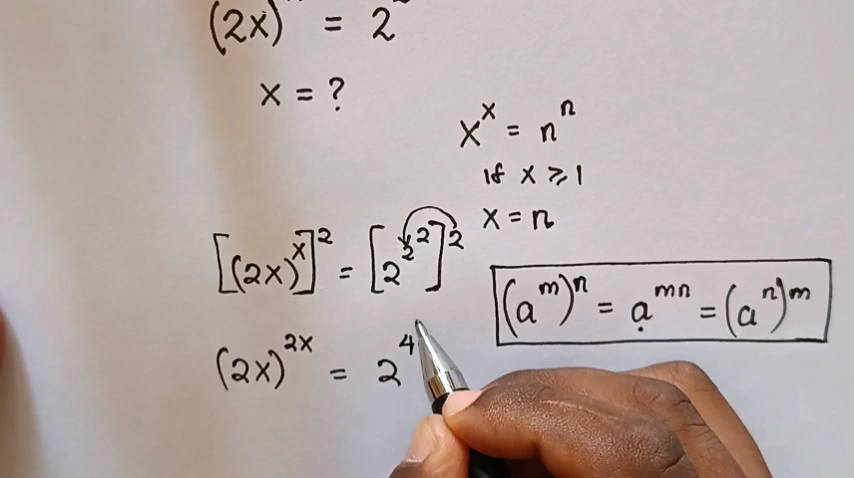 (2x) = 2
x = ?
x^x = n^n
if x ⩾ 1
x = n
[(2x)^x]^2 = [2^2^2]^2
(a^m)^n = a^mn = (a^n)^m
(2x)^2x = 2^4